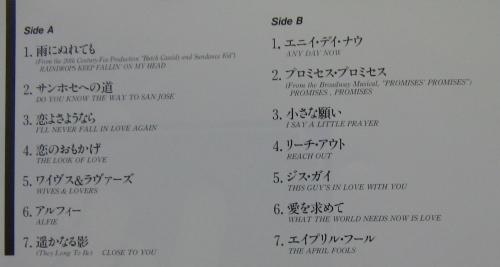 Side A
1. 雨にぬれても
(From the 20th Century-Fox Production "Butch Cassidy and Sundance Kid")
RAINDROPS KEEP FALLIN' ON MY HEAD
2. サンホセへの道
DO YOU KNOW THE WAY TO SAN JOSE
3. 恋よさようなら
I'LL NEVER FALL IN LOVE AGAIN
4. 恋のおもかげ
THE LOOK OF LOVE
5. ワイヴス&ラヴァーズ
WIVES & LOVERS
6. アルフィー
ALFIE
7. 遥かなる影
(They Long To Be) CLOSE TO YOU
Side B
1. エニイ・デイ・ナウ
ANY DAY NOW
2. プロミセス・プロミセス
(From the Broadway Musical, "PROMISES' PROMISES")
PROMISES , PROMISES
3. 小さな願い
I SAY A LITTLE PRAYER
4. リーチ・アウト
REACH OUT
5. ジス・ガイ
THIS GUY'S IN LOVE WITH YOU
6. 愛を求めて
WHAT THE WORLD NEEDS NOW IS LOVE
7. エイプリル・フール
THE APRIL FOOLS